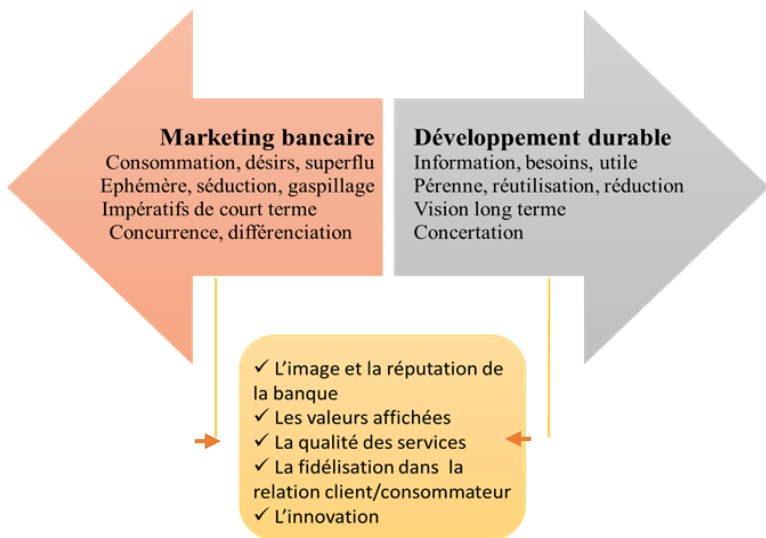 Marketing bancaire
Consommation, désirs, superflu
Ephémère, séduction, gaspillage
Impératifs de court terme
Concurrence, différenciation
Développement durable
Information, besoins, utile
Pérenne, réutilisation, réduction
Vision long terme
Concertation
✓ L’image et la réputation de
la banque
✓ Les valeurs affichées
✓ La qualité des services
✓ La fidélisation dans la
relation client/consommateur
✓ L’innovation